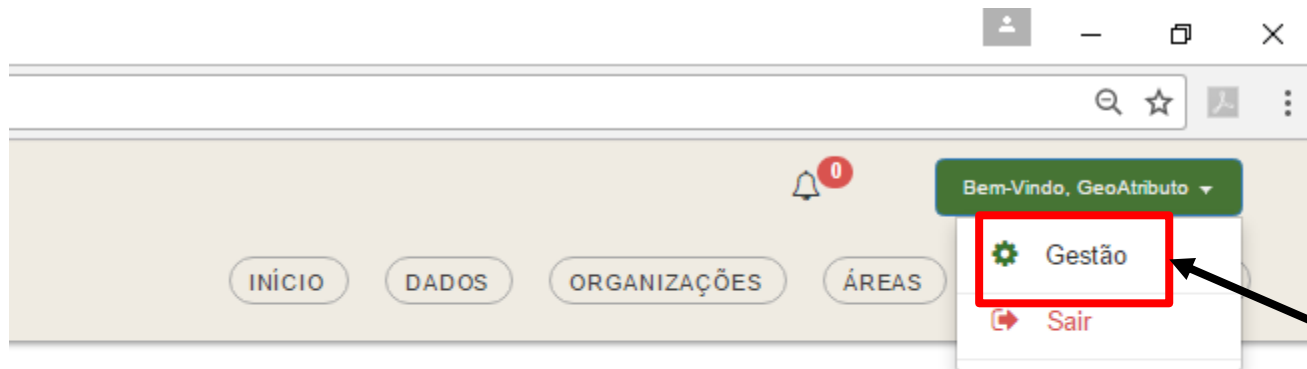 0
Bem-Vindo, GeoAtributo
Gestão
INÍCIO
DADOS
ORGANIZAÇÕES
ÁREAS
Sair